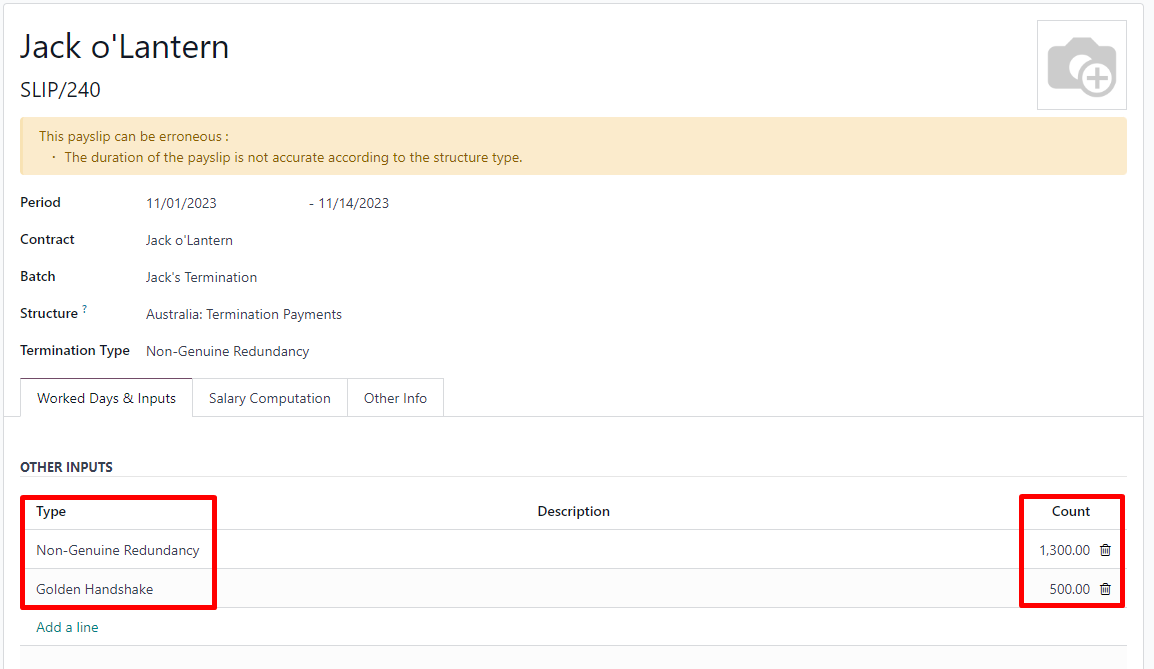 Jack o'Lantern
SLIP/240
This payslip can be erroneous :
· The duration of the payslip is not accurate according to the structure type.
Period 11/01/2023 - 11/14/2023
Contract Jack o'Lantern
Batch Jack's Termination
Structure ? Australia: Termination Payments
Termination Type Non-Genuine Redundancy
Worked Days & Inputs Salary Computation Other Info
OTHER INPUTS
Type Description Count
Non-Genuine Redundancy 1,300.00
Golden Handshake 500.00
Add a line